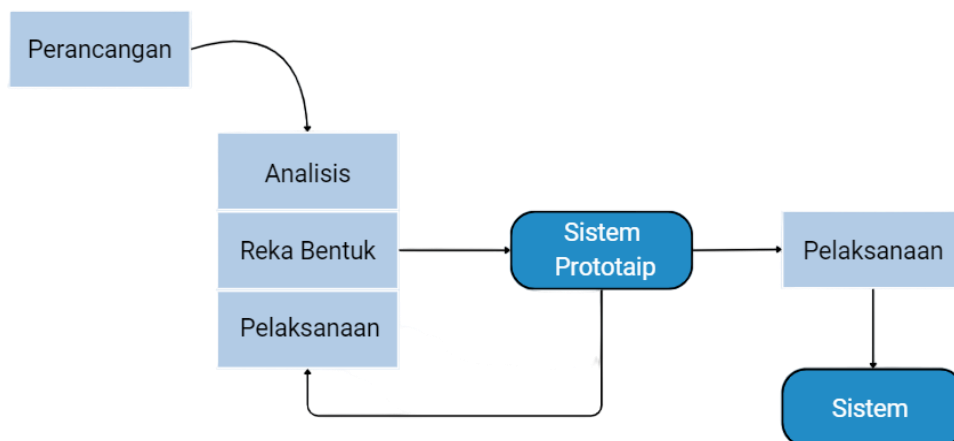 Perancangan
Analisis
Reka Bentuk
Pelaksanaan
Sistem
Prototaip
Pelaksanaan
Sistem